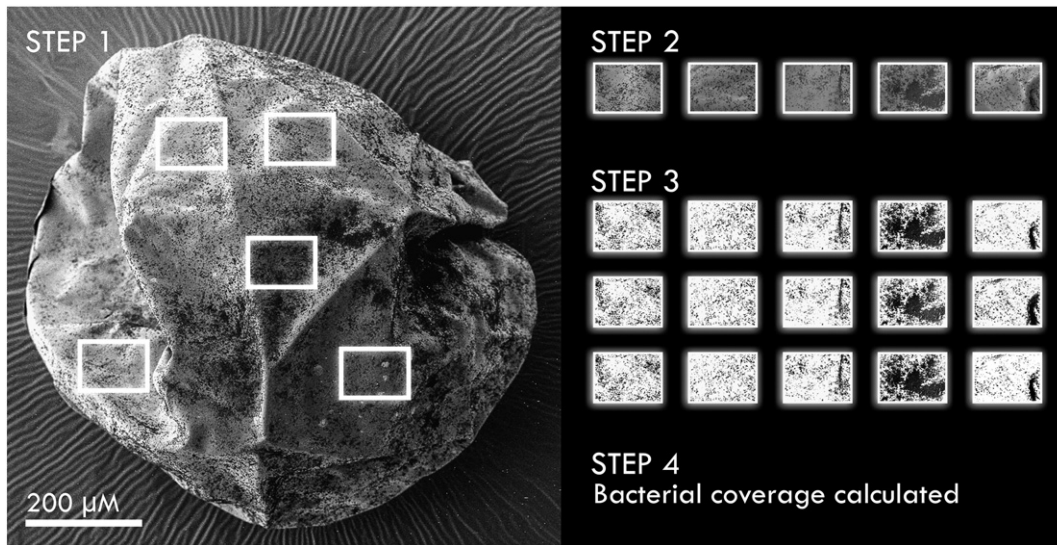 STEP 1
200 µM
STEP 2
STEP 3
STEP 4
Bacterial coverage calculated